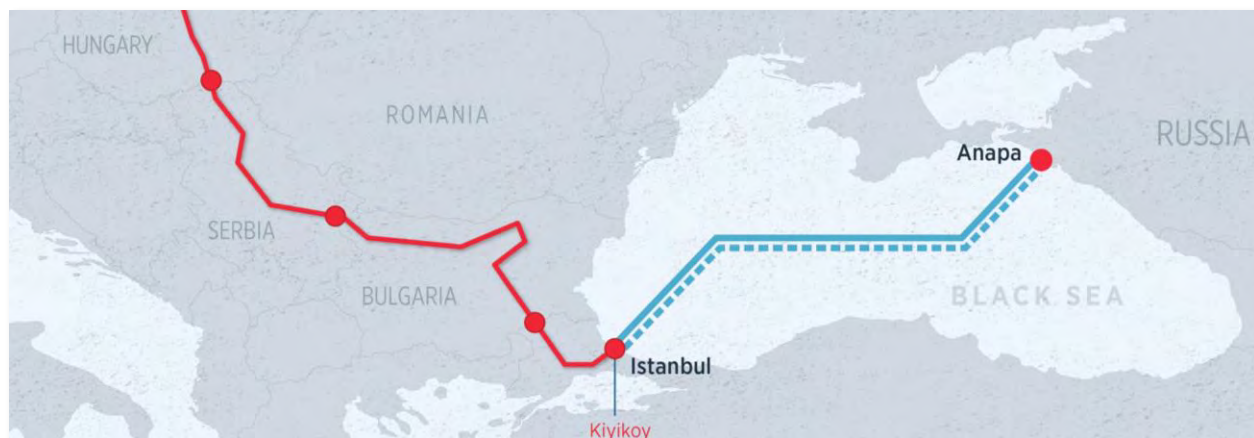 HUNGARY
ROMANIA
RUSSIA
Anapa
SERBIA
BULGARIA
BLACK SEA
Istanbul
Kiyikoy